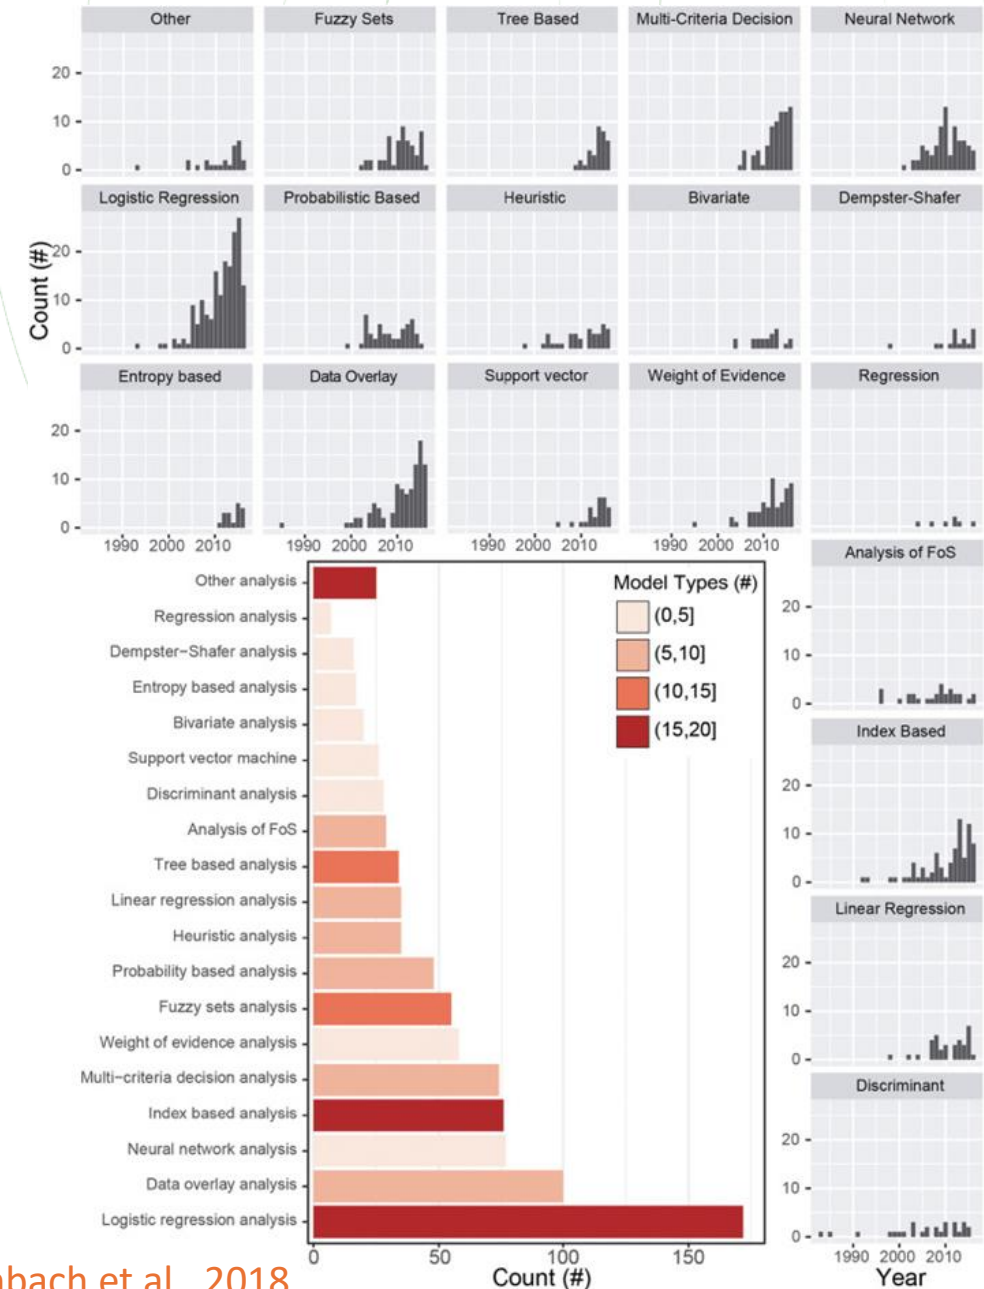 Other Fuzzy Sets Tree Based Multi-Criteria Decision Neural Network
20
10
0
Logistic Regression Probabilistic Based Heuristic Bivariate Dempster-Shafer
Count (#)
20
10
0
Entropy based Data Overlay Support vector Weight of Evidence Regression
20
10
0
1990 2000 2010 1990 2000 2010 1990 2000 2010 1990 2000 2010
Analysis of FoS
20
10
0
Index Based
20
10
0
Linear Regression
20
10
0
Discriminant
20
10
0
1990 2000 2010
Year
Other analysis
Regression analysis
Dempster−Shafer analysis
Entropy based analysis
Bivariate analysis
Support vector machine
Discriminant analysis
Analysis of FoS
Tree based analysis
Linear regression analysis
Heuristic analysis
Probability based analysis
Fuzzy sets analysis
Weight of evidence analysis
Multi−criteria decision analysis
Index based analysis
Neural network analysis
Data overlay analysis
Logistic regression analysis
Model Types (#)
(0,5]
(5,10]
(10,15]
(15,20]
0 50 100 150
Count (#)
et al., 2018